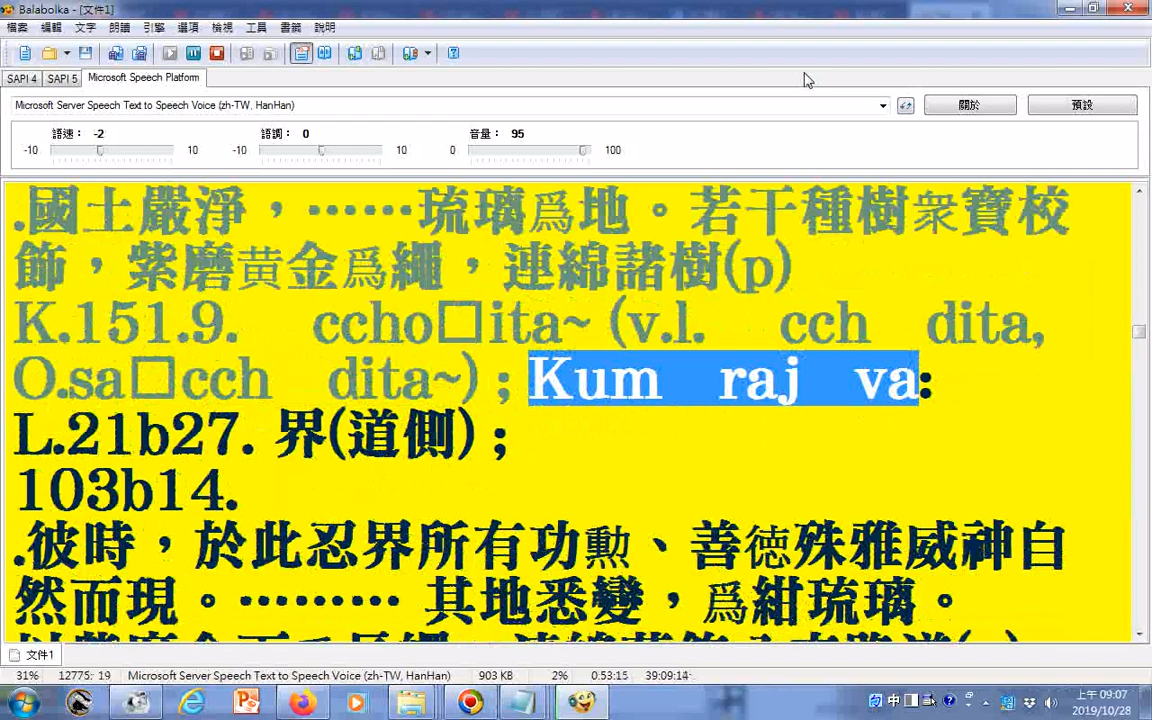 Balabolka - [文件1]
檔案 編輯 文字 朗讀 引擎 選項 檢視 工具 書籤 說明
SAPI 4 SAPI 5 Microsoft Speech Platform
Microsoft Server Speech Text to Speech Voice (zh-TW, HanHan) 關於 預設
語速： -2 語調： 0 音量： 95
-10 10 -10 10 0 100
.國土嚴淨，……琉璃爲地。若干種樹衆寶校
飾，紫磨黄金爲繩，連綿諸樹(p)
K.151.9. ccho□ita~ (v.l. cch dita,
O.sa□cch dita~)；Kum raj va:
L.21b27. 界(道側)；
103b14.
.彼時，於此忍界所有功勲、善徳殊雅威神自
然而現。……… 其地悉變，爲紺琉璃。
文件1
31% 12775: 19 Microsoft Server Speech Text to Speech Voice (zh-TW, HanHan) 903 KB 2% 0:53:15 39:09:14
中 上午 09:07
2019/10/28